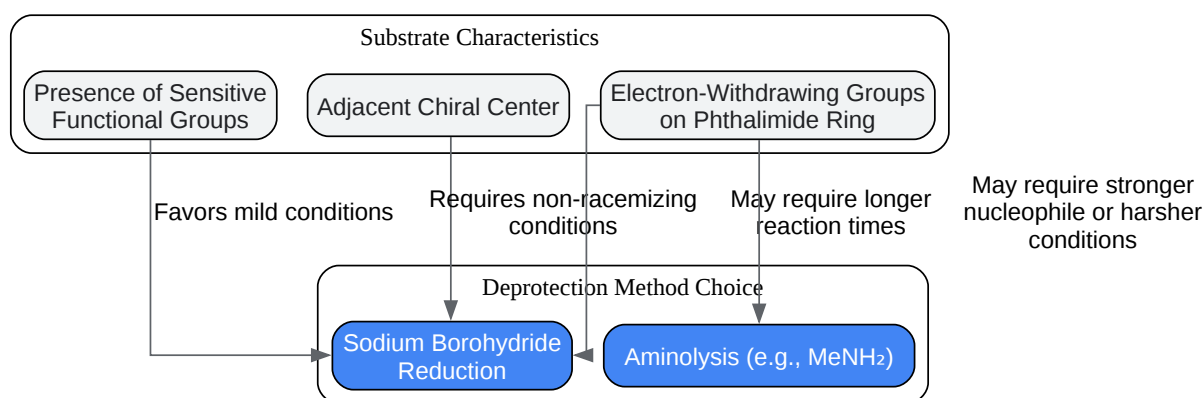 Substrate Characteristics
Presence of Sensitive
Functional Groups
Adjacent Chiral Center
Electron-Withdrawing Groups
on Phthalimide Ring
Favors mild conditions
Requires non-racemizing
conditions
May require longer
reaction times
May require stronger
nucleophile or harsher
conditions
Deprotection Method Choice
Sodium Borohydride
Reduction
Aminolysis (e.g., MeNH₂)